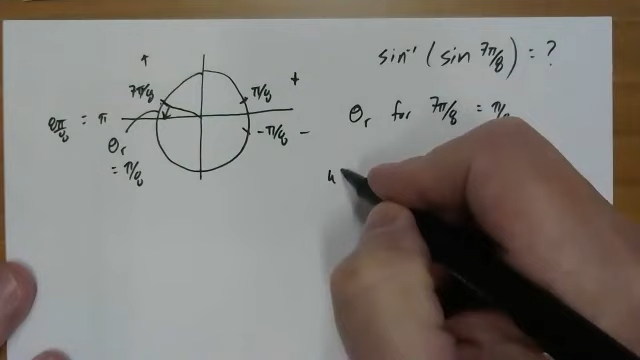 sin⁻¹ ( sin 7π/8 ) = ?
+ +
7π/8 π/8
8π/8 = π - π/8 −
θr
= π/8
θr for 7π/8 = π/8